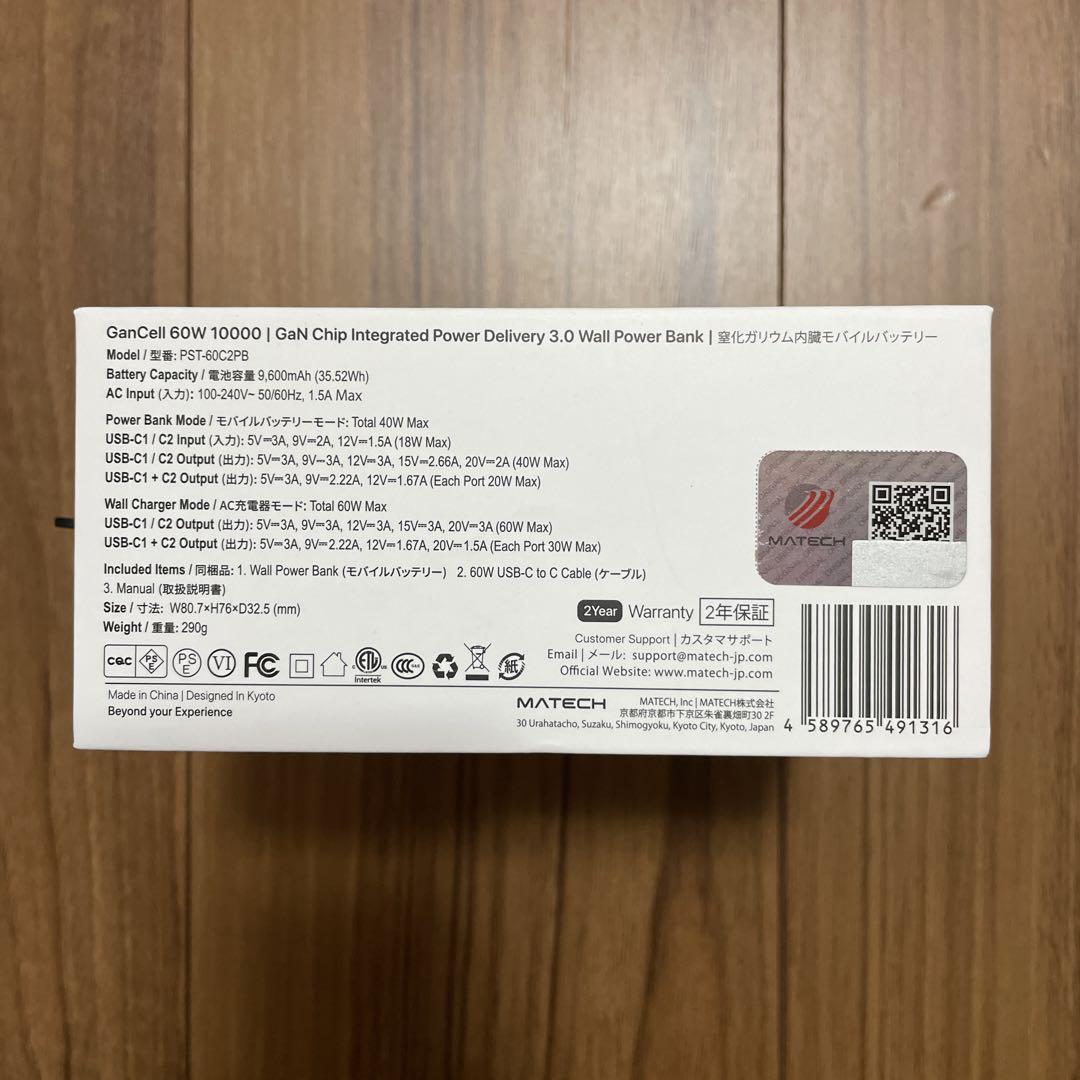 GanCell 60W 10000 | GaN Chip Integrated Power Delivery 3.0 Wall Power Bank | 窒化ガリウム内臓モバイルバッテリー
Model / 型番: PST-60C2PB
Battery Capacity / 電池容量 9,600mAh (35.52Wh)
AC Input (入力): 100-240V~ 50/60Hz, 1.5A Max
Power Bank Mode / モバイルバッテリーモード: Total 40W Max
USB-C1 / C2 Input (入力): 5V⎓3A, 9V⎓2A, 12V⎓1.5A (18W Max)
USB-C1 / C2 Output (出力): 5V⎓3A, 9V⎓3A, 12V⎓3A, 15V⎓2.66A, 20V⎓2A (40W Max)
USB-C1 + C2 Output (出力): 5V⎓3A, 9V⎓2.22A, 12V⎓1.67A (Each Port 20W Max)
Wall Charger Mode / AC充電器モード: Total 60W Max
USB-C1 / C2 Output (出力): 5V⎓3A, 9V⎓3A, 12V⎓3A, 15V⎓3A, 20V⎓3A (60W Max)
USB-C1 + C2 Output (出力): 5V⎓3A, 9V⎓2.22A, 12V⎓1.67A, 20V⎓1.5A (Each Port 30W Max)
Included Items / 同梱品: 1. Wall Power Bank (モバイルバッテリー) 2. 60W USB-C to C Cable (ケーブル)
3. Manual (取扱説明書)
Size / 寸法: W80.7×H76×D32.5 (mm)
Weight / 重量: 290g
CQC PSE PSE VI FC ETL CM US Intertek CCC 紙
Made in China | Designed In Kyoto
Beyond your Experience
MATECH
2Year Warranty 2年保証
Customer Support | カスタマサポート
Email | メール: support@matech-jp.com
Official Website: www.matech-jp.com
MATECH
MATECH, Inc | MATECH株式会社
京都府京都市下京区朱雀裏畑町30 2F
30 Urahatacho, Suzaku, Shimogyoku, Kyoto City, Kyoto, Japan
4 589765 491316